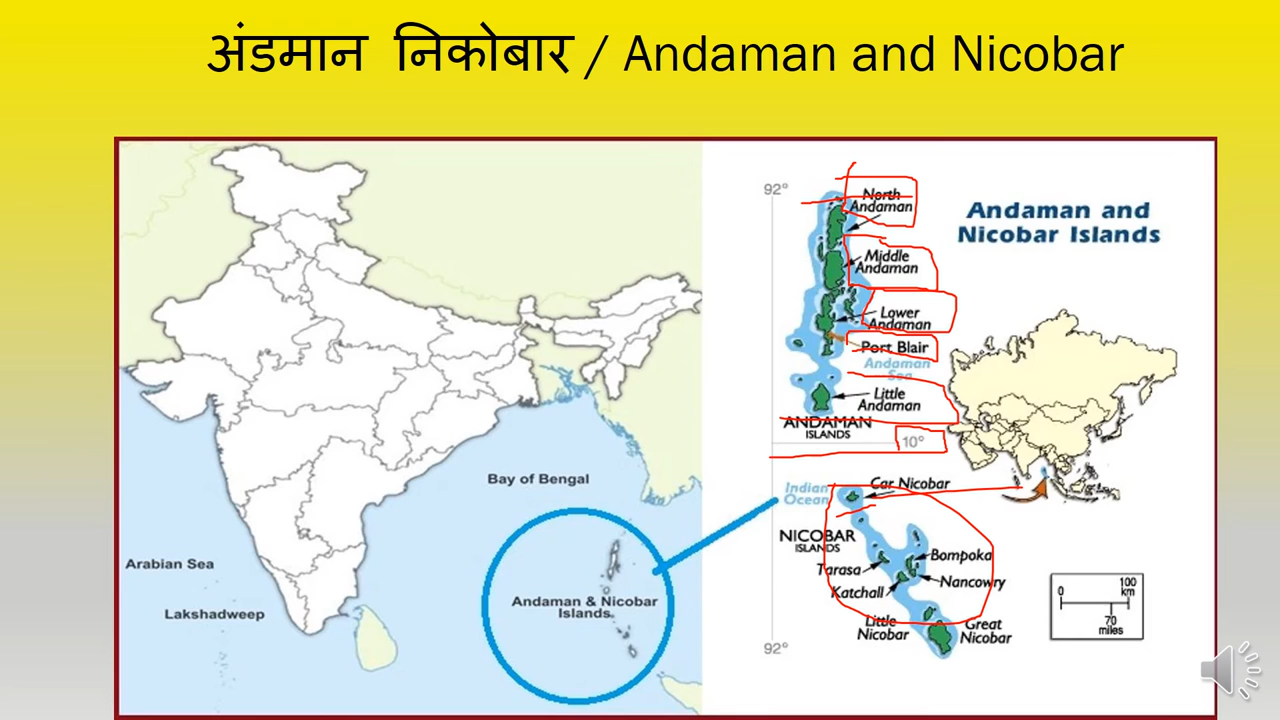 अंडमान निकोबार / Andaman and Nicobar
Bay of Bengal
Arabian Sea
Lakshadweep
Andaman & Nicobar
Islands
Andaman and
Nicobar Islands
92°
North
Andaman
Middle
Andaman
Lower
Andaman
Port Blair
Andaman
Sea
Little
Andaman
ANDAMAN
ISLANDS
10°
Indian
Ocean
Car Nicobar
NICOBAR
ISLANDS
Bompoka
Tarasa
Nancowry
Katchall
Little
Nicobar
Great
Nicobar
92°
0
100
km
70
miles